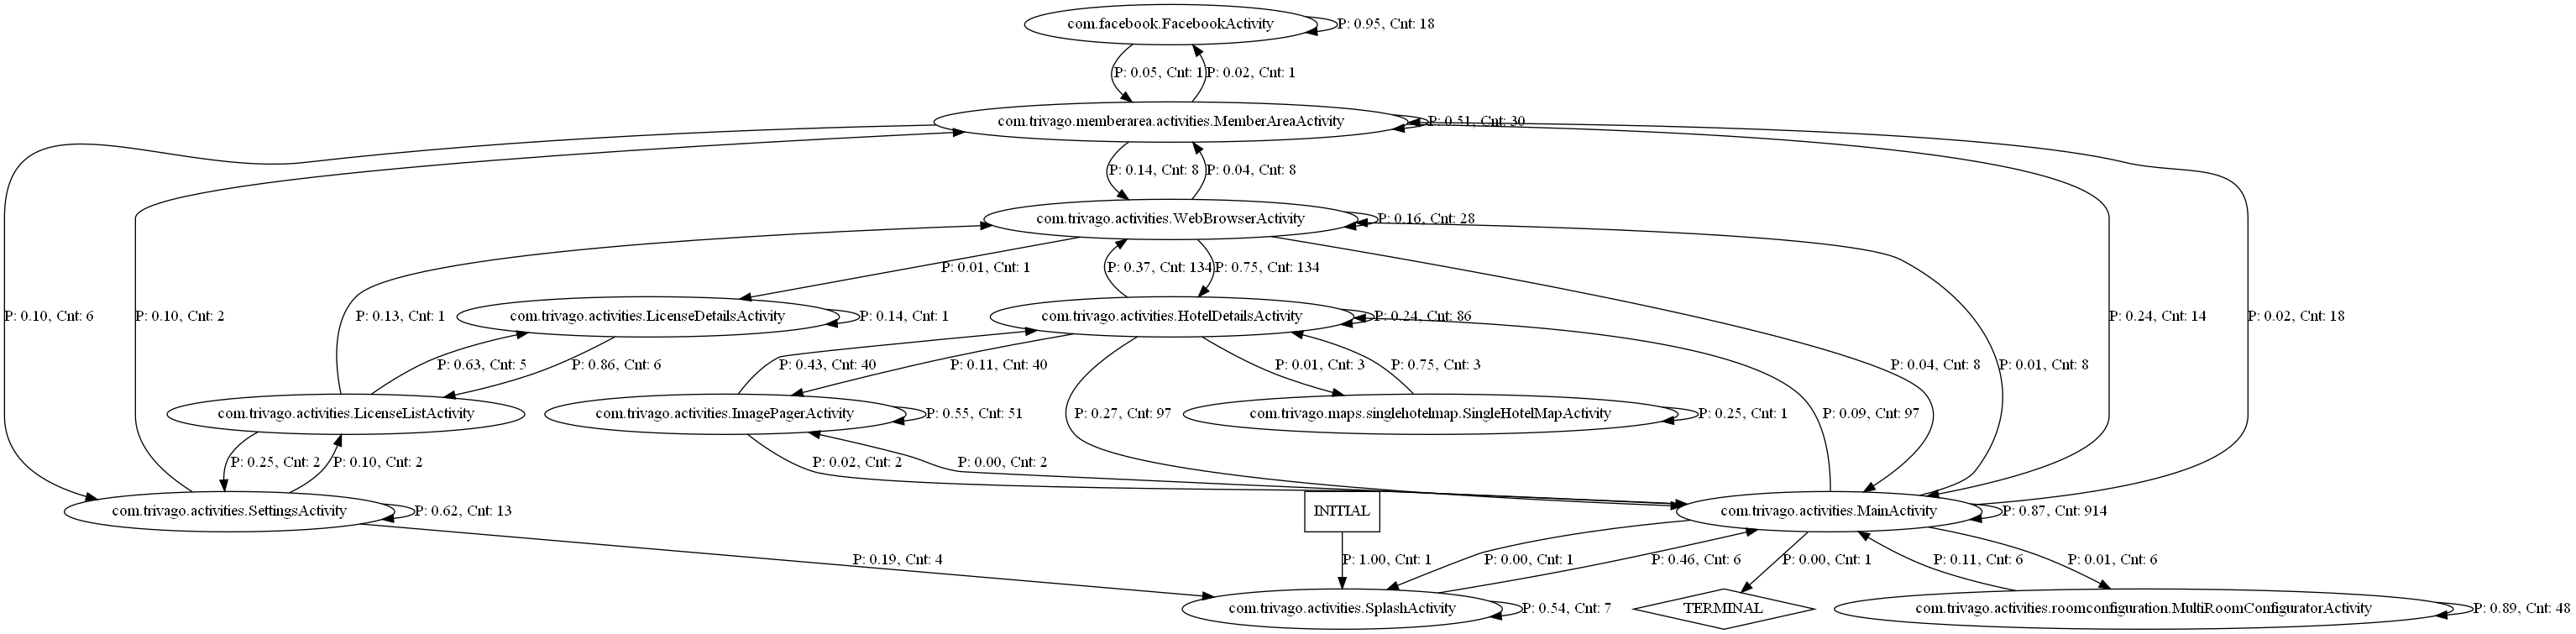 com.facebook.FacebookActivity
P: 0.95, Cnt: 18
P: 0.05, Cnt: 1
P: 0.02, Cnt: 1
com.trivago.memberarea.activities.MemberAreaActivity
P: 0.51, Cnt: 30
P: 0.14, Cnt: 8
P: 0.04, Cnt: 8
com.trivago.activities.WebBrowserActivity
P: 0.16, Cnt: 28
P: 0.01, Cnt: 1
P: 0.37, Cnt: 134
P: 0.75, Cnt: 134
P: 0.10, Cnt: 6
P: 0.10, Cnt: 2
P: 0.13, Cnt: 1
com.trivago.activities.LicenseDetailsActivity
P: 0.14, Cnt: 1
com.trivago.activities.HotelDetailsActivity
P: 0.24, Cnt: 86
P: 0.24, Cnt: 14
P: 0.02, Cnt: 18
P: 0.63, Cnt: 5
P: 0.86, Cnt: 6
P: 0.43, Cnt: 40
P: 0.11, Cnt: 40
P: 0.01, Cnt: 3
P: 0.75, Cnt: 3
P: 0.04, Cnt: 8
P: 0.01, Cnt: 8
com.trivago.activities.LicenseListActivity
com.trivago.activities.ImagePagerActivity
P: 0.55, Cnt: 51
P: 0.27, Cnt: 97
com.trivago.maps.singlehotelmap.SingleHotelMapActivity
P: 0.25, Cnt: 1
P: 0.09, Cnt: 97
P: 0.25, Cnt: 2
P: 0.10, Cnt: 2
P: 0.02, Cnt: 2
P: 0.00, Cnt: 2
com.trivago.activities.SettingsActivity
P: 0.62, Cnt: 13
INITIAL
com.trivago.activities.MainActivity
P: 0.87, Cnt: 914
P: 0.19, Cnt: 4
P: 1.00, Cnt: 1
P: 0.00, Cnt: 1
P: 0.46, Cnt: 6
P: 0.00, Cnt: 1
P: 0.11, Cnt: 6
P: 0.01, Cnt: 6
com.trivago.activities.SplashActivity
P: 0.54, Cnt: 7
TERMINAL
com.trivago.activities.roomconfiguration.MultiRoomConfiguratorActivity
P: 0.89, Cnt: 48